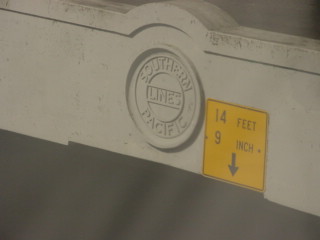 SOUTHERN
LINES
PACIFIC
14 FEET
9 INCH